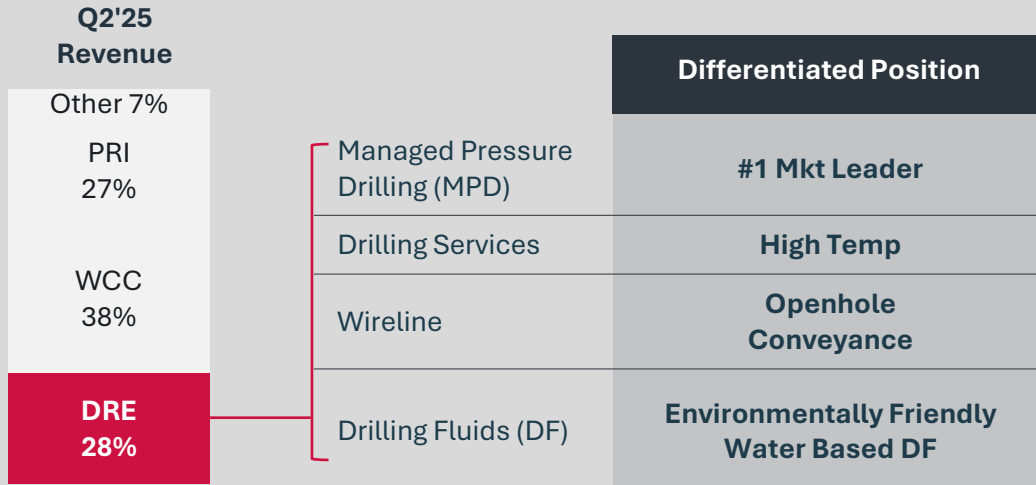 Q2'25
Revenue
Other 7%
PRI
27%
WCC
38%
DRE
28%
Differentiated Position
Managed Pressure
Drilling (MPD)
#1 Mkt Leader
Drilling Services
High Temp
Wireline
Openhole
Conveyance
Drilling Fluids (DF)
Environmentally Friendly
Water Based DF